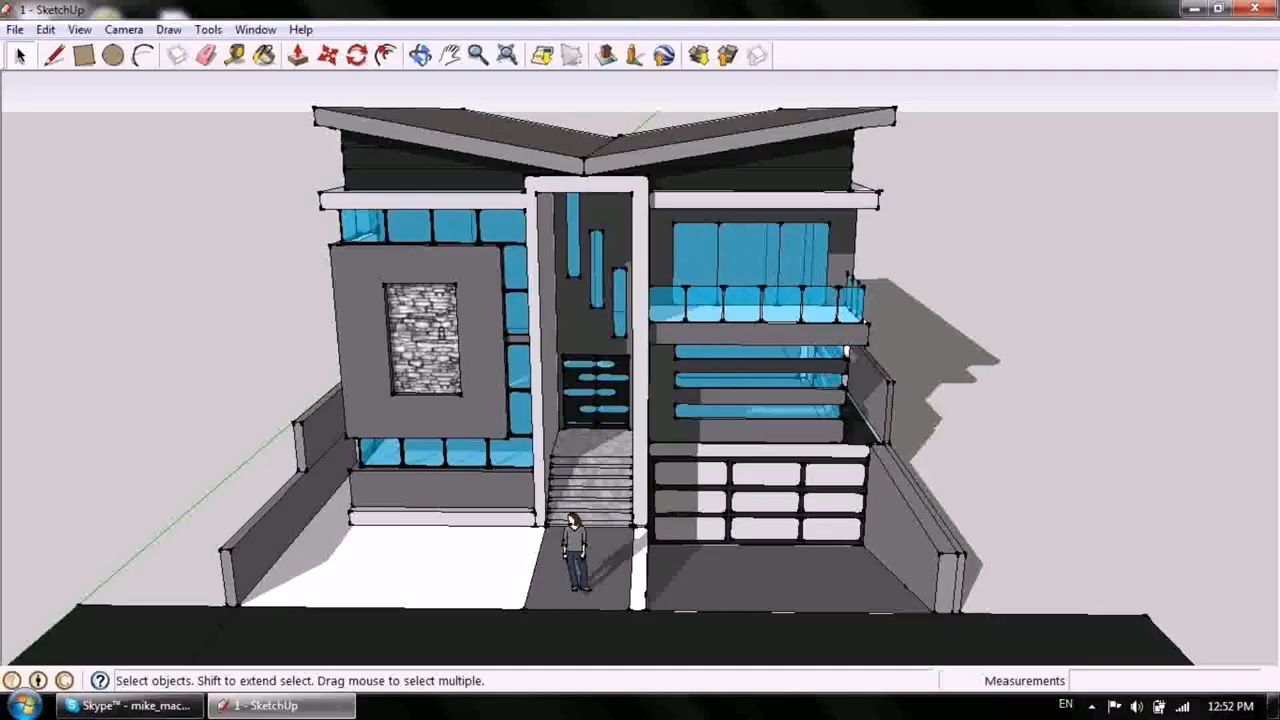 1 - SketchUp
File Edit View Camera Draw Tools Window Help
Select objects. Shift to extend select. Drag mouse to select multiple.
Measurements
Skype™ - mike_mac...
1 - SketchUp
EN
12:52 PM